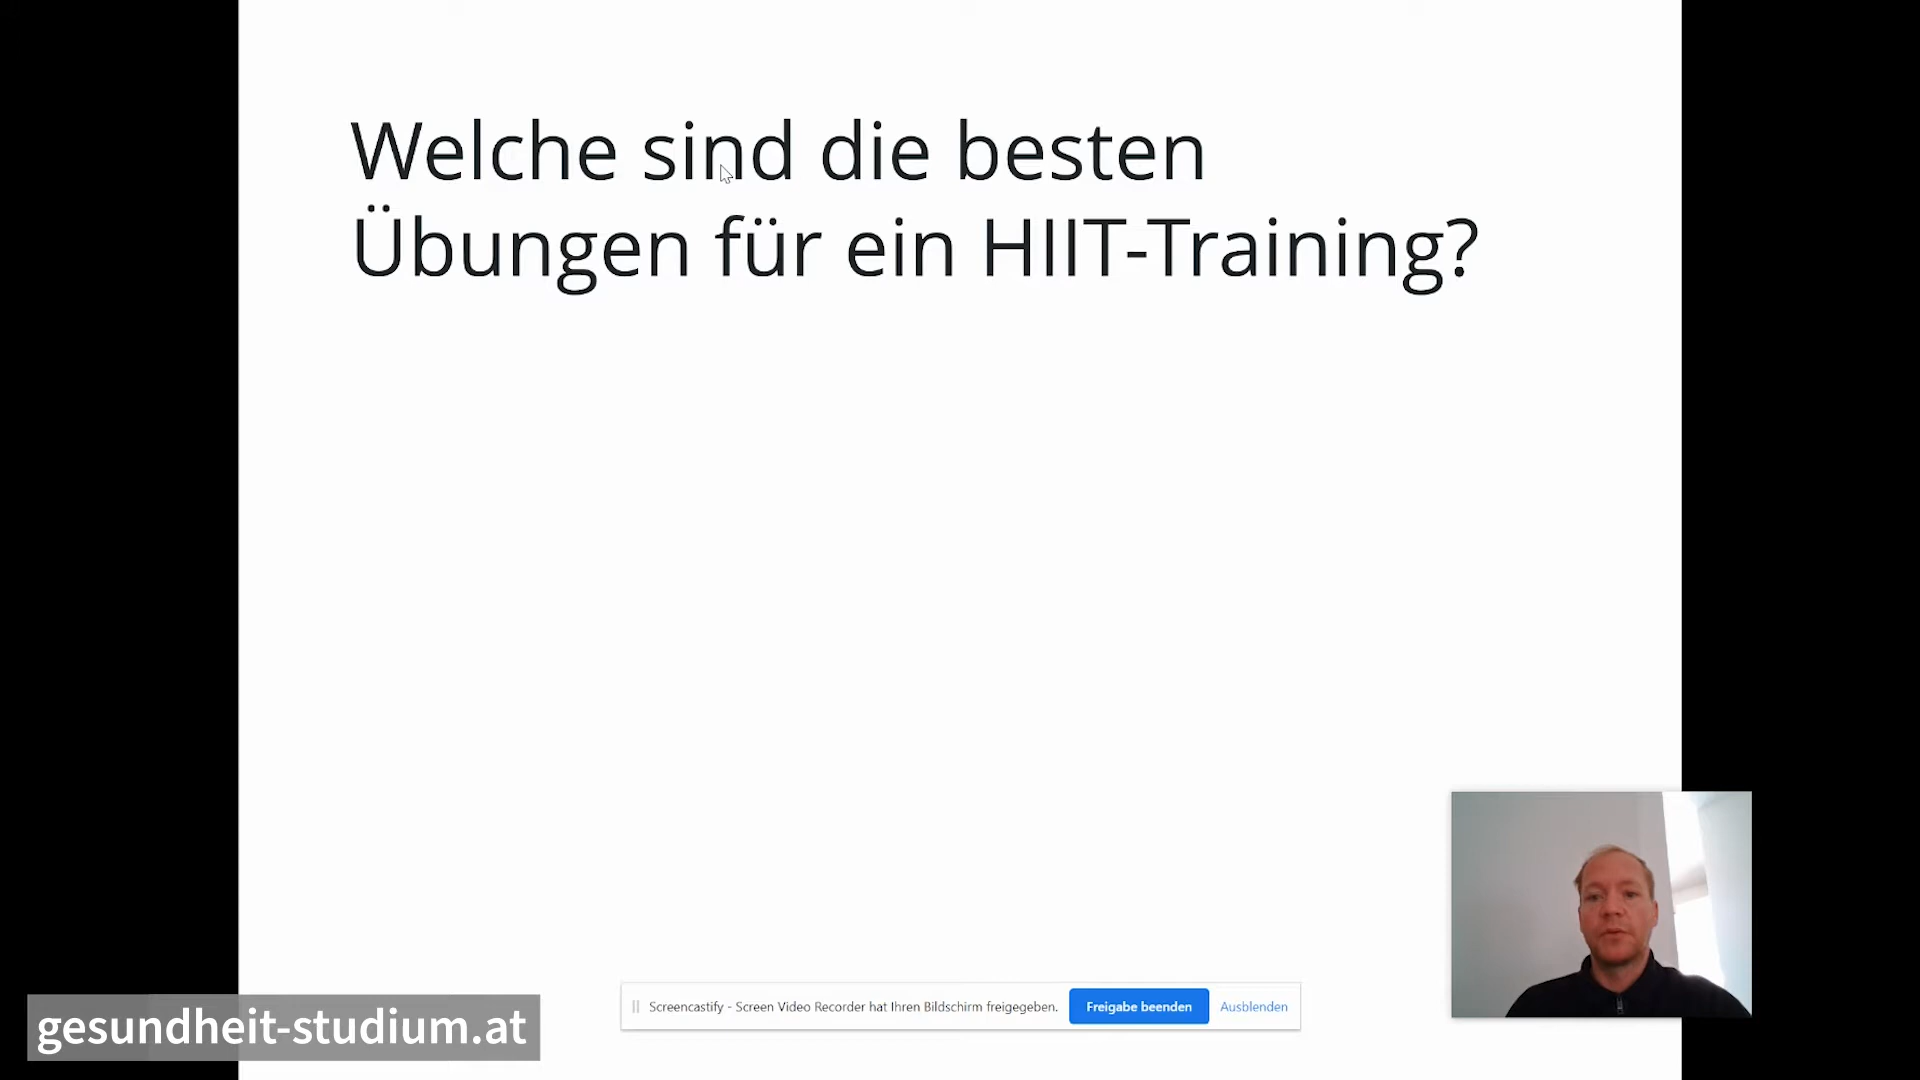 Welche sind die besten
Übungen für ein HIIT-Training?
Screencastify - Screen Video Recorder hat Ihren Bildschirm freigegeben. Freigabe beenden Ausblenden
gesundheit-studium.at